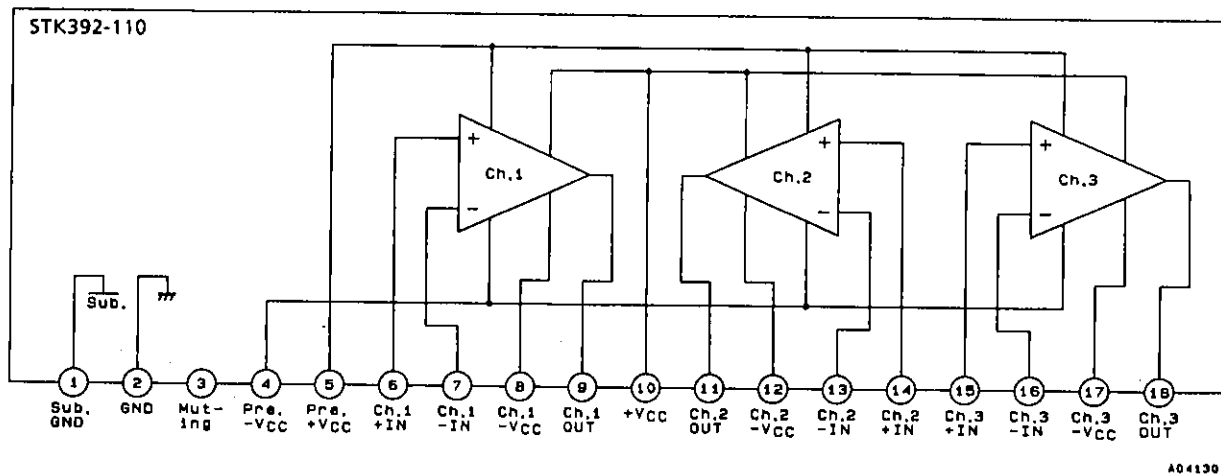 STK392-110
+
Ch.1
−
+
Ch.2
−
+
Ch.3
−
Sub.
1
2
3
4
5
6
7
8
9
10
11
12
13
14
15
16
17
18
Sub.
GND
GND
Mut-
ing
Pre.
-VCC
Pre.
+VCC
Ch.1
+IN
Ch.1
-IN
Ch.1
-VCC
Ch.1
OUT
+VCC
Ch.2
OUT
Ch.2
-VCC
Ch.2
-IN
Ch.2
+IN
Ch.3
+IN
Ch.3
-IN
Ch.3
-VCC
Ch.3
OUT
A04139